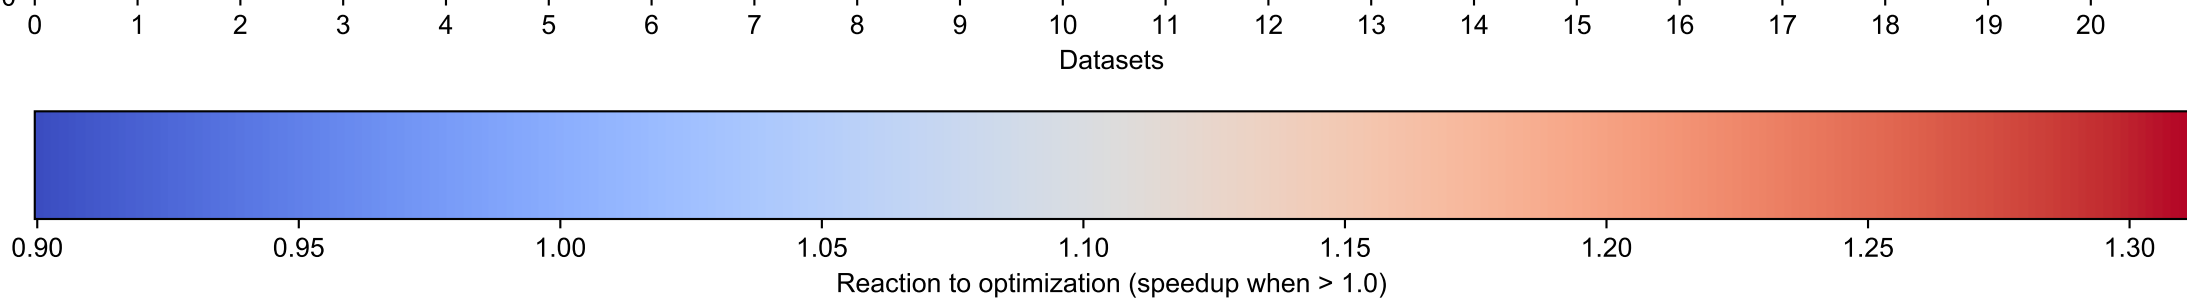 0 1 2 3 4 5 6 7 8 9 10 11 12 13 14 15 16 17 18 19 20
Datasets
0.90 0.95 1.00 1.05 1.10 1.15 1.20 1.25 1.30
Reaction to optimization (speedup when > 1.0)